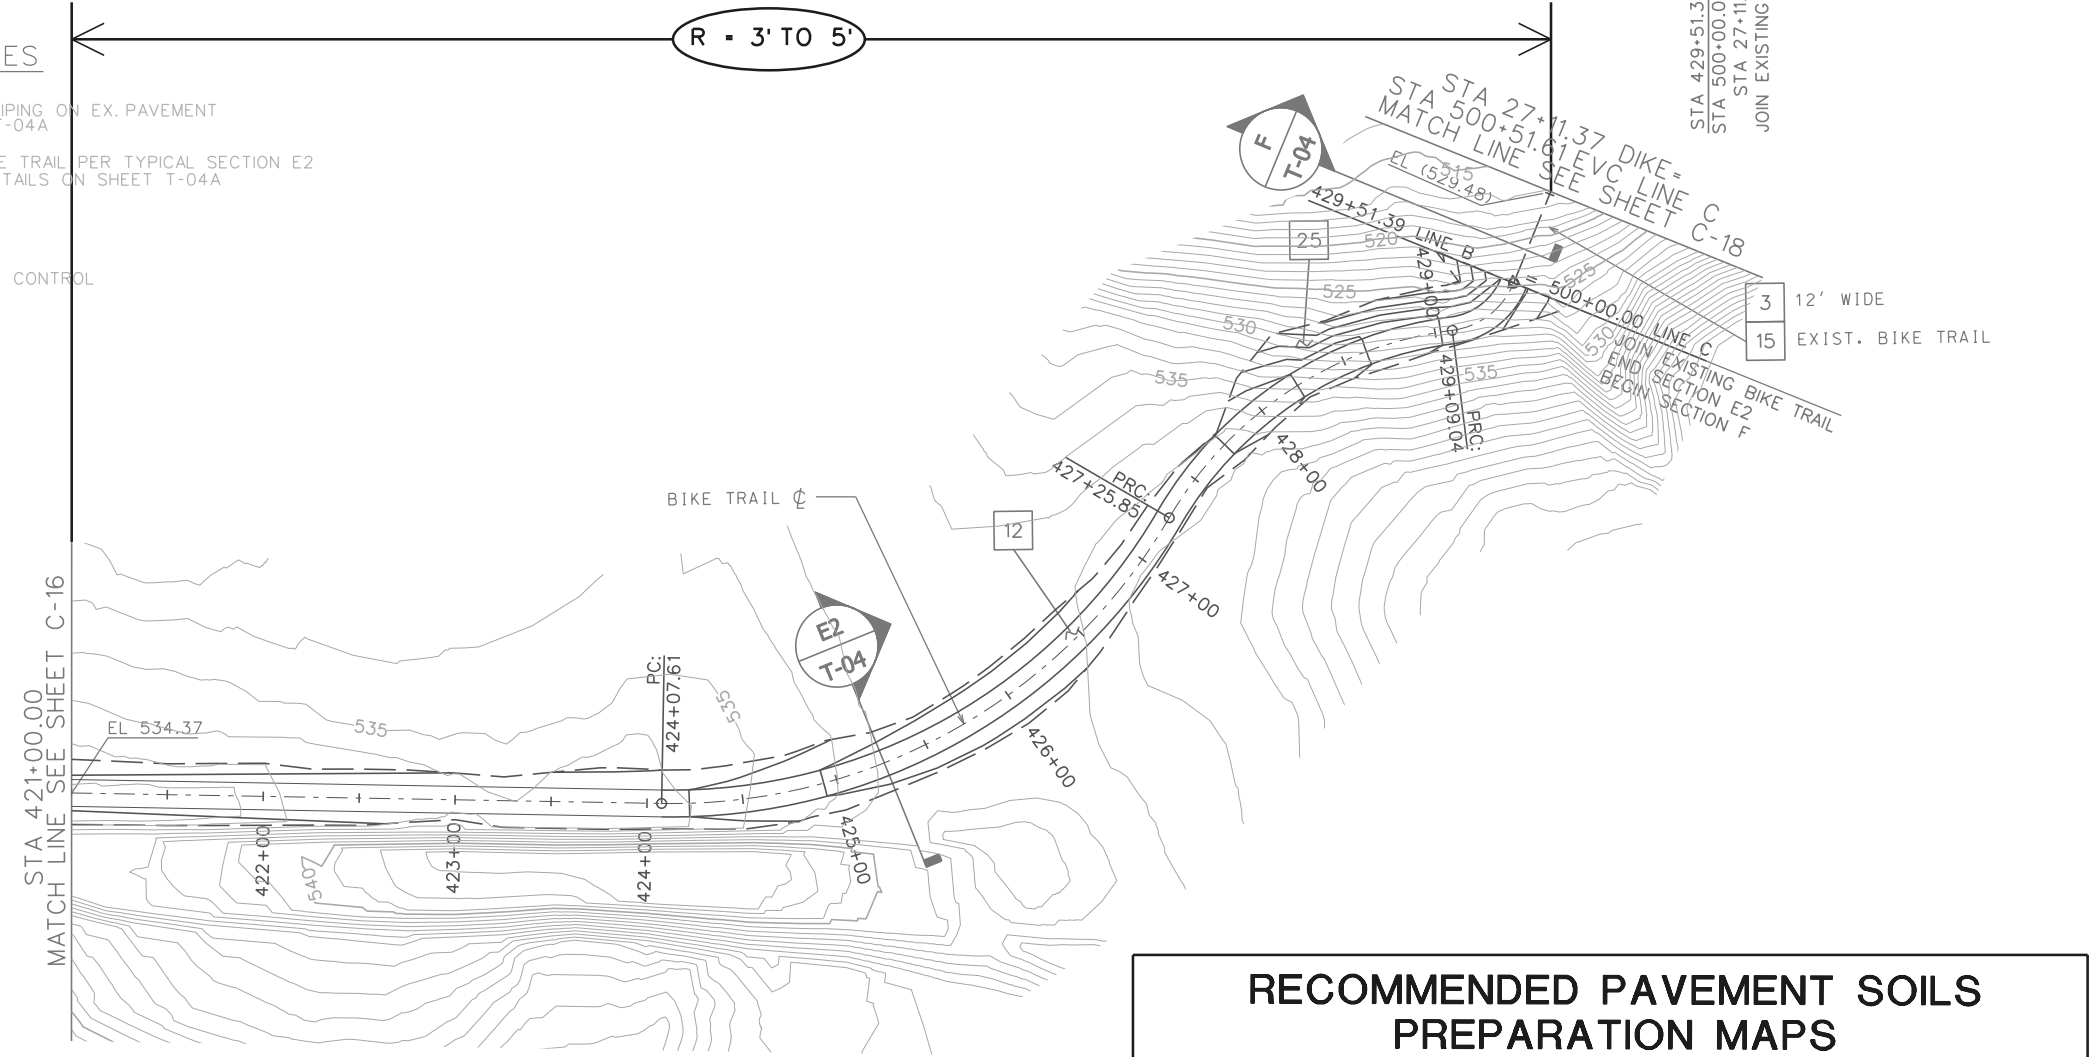 R = 3' TO 5'
ES
IPING ON EX. PAVEMENT
T-04A
E TRAIL PER TYPICAL SECTION E2
TAILS ON SHEET T-04A
CONTROL
STA 429+51.3
STA 500+00.0
STA 27+11.
JOIN EXISTING
STA 27+11.37 DIKE=
STA 500+51.61 EVC LINE C
MATCH LINE SEE SHEET C-18
EL (529.48)
515
F
T-04
429+51.39 LINE B
= 500+00.00 LINE C
JOIN EXISTING BIKE TRAIL
END SECTION E2
BEGIN SECTION F
25
520
525
525
530
530
3 12' WIDE
15 EXIST. BIKE TRAIL
429+00
PRC:
429+09.04
535
535
428+00
PRC:
427+25.85
BIKE TRAIL ℄
12
427+00
E2
T-04
426+00
PC:
424+07.61
535
535
EL 534.37
STA 421+00.00
MATCH LINE SEE SHEET C-16
422+00
540
423+00
424+00
425+00
RECOMMENDED PAVEMENT SOILS
PREPARATION MAPS